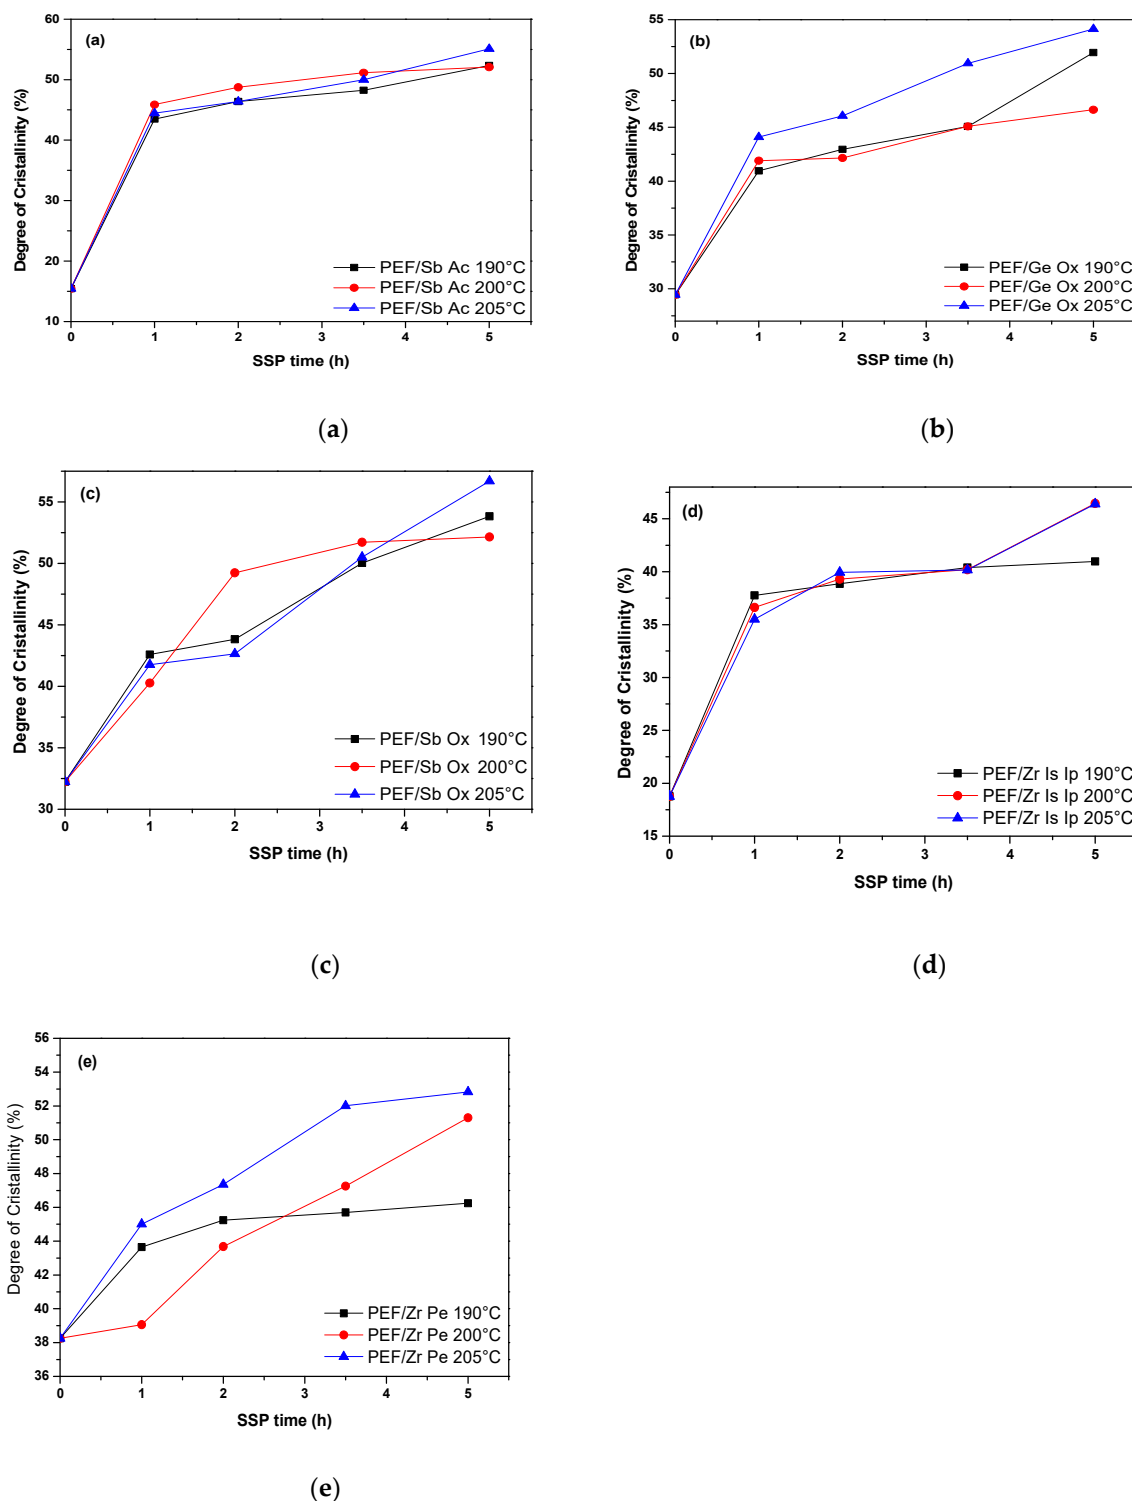 (a)
Degree of Cristallinity (%)
60
50
40
30
20
10
PEF/Sb Ac 190°C
PEF/Sb Ac 200°C
PEF/Sb Ac 205°C
0 1 2 3 4 5
SSP time (h)
(a)
(b)
Degree of Cristallinity (%)
55
50
45
40
35
30
PEF/Ge Ox 190°C
PEF/Ge Ox 200°C
PEF/Ge Ox 205°C
0 1 2 3 4 5
SSP time (h)
(b)
(c)
Degree of Cristallinity (%)
55
50
45
40
35
30
PEF/Sb Ox 190°C
PEF/Sb Ox 200°C
PEF/Sb Ox 205°C
0 1 2 3 4 5
SSP time (h)
(c)
(d)
Degree of Cristallinity (%)
45
40
35
30
25
20
15
PEF/Zr Is Ip 190°C
PEF/Zr Is Ip 200°C
PEF/Zr Is Ip 205°C
0 1 2 3 4 5
SSP time (h)
(d)
(e)
Degree of Cristallinity (%)
56
54
52
50
48
46
44
42
40
38
36
PEF/Zr Pe 190°C
PEF/Zr Pe 200°C
PEF/Zr Pe 205°C
0 1 2 3 4 5
SSP time (h)
(e)